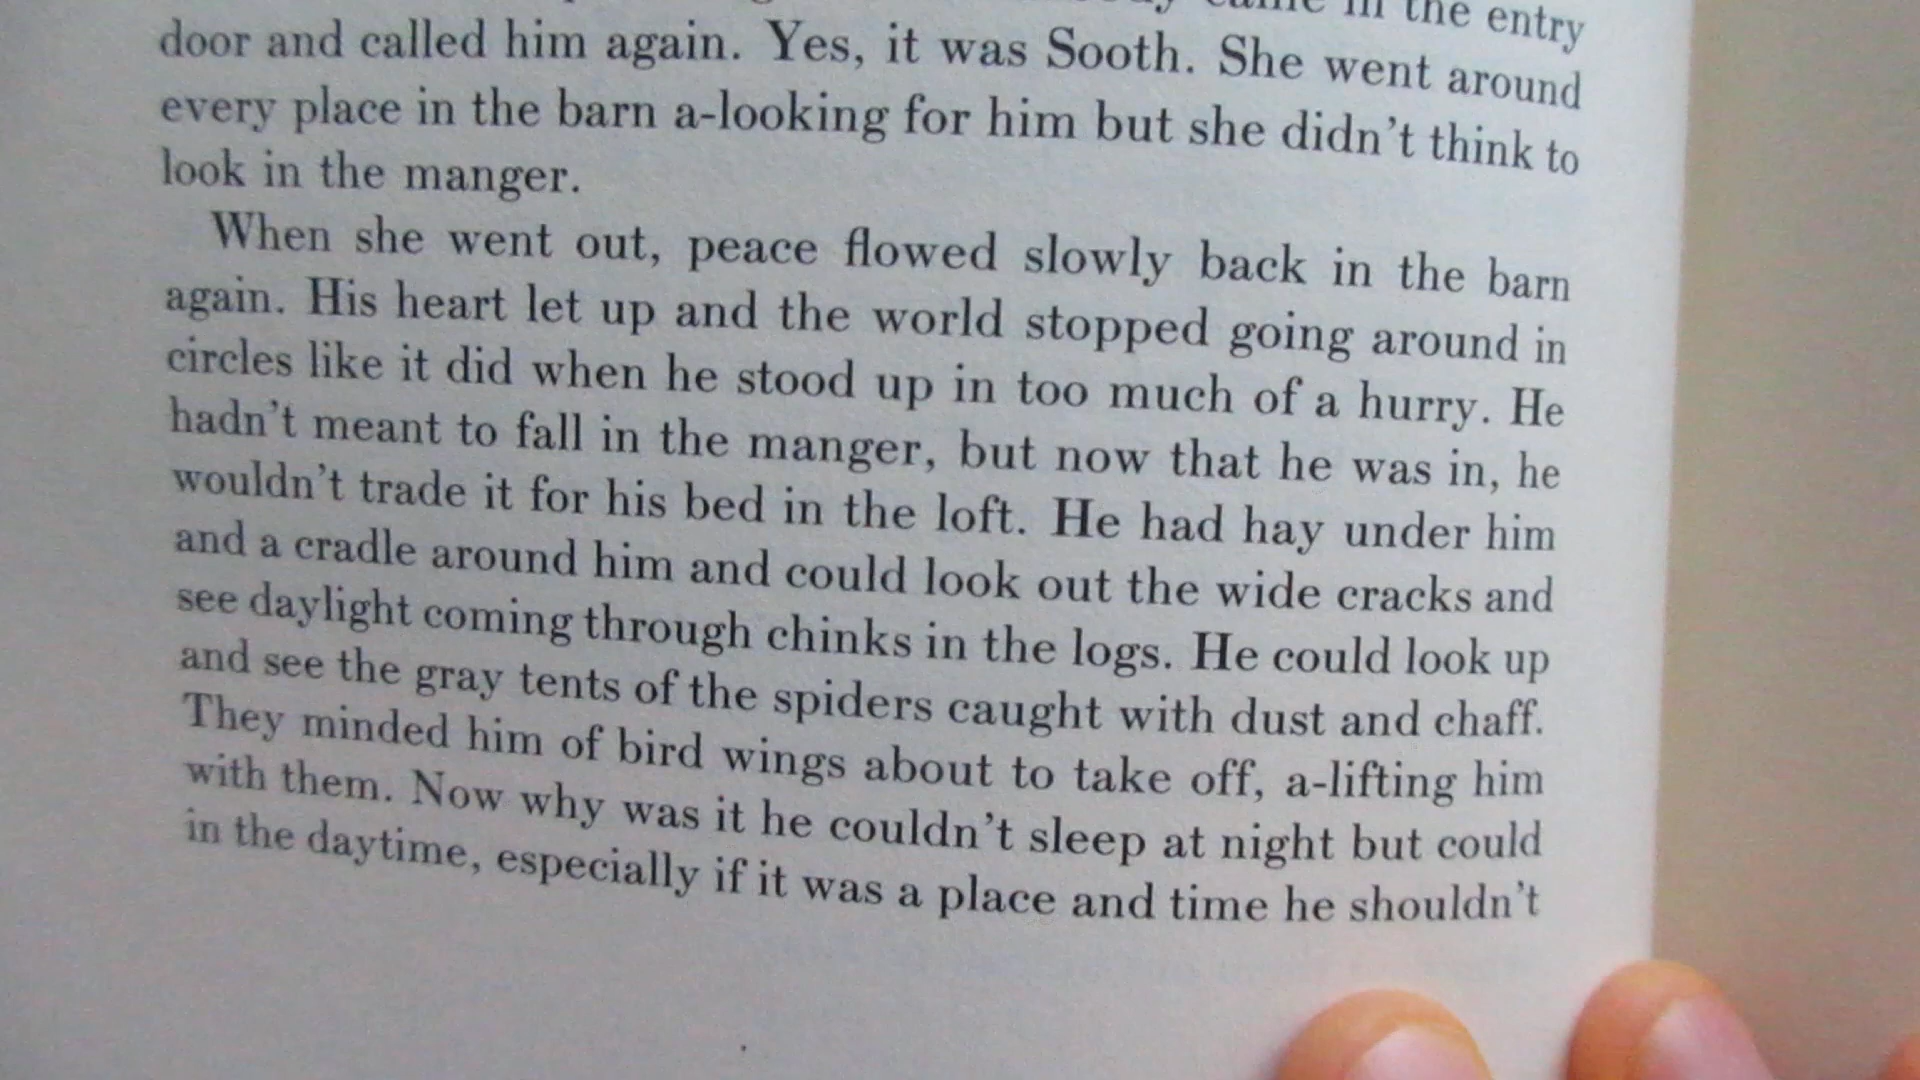 came in the entry
door and called him again. Yes, it was Sooth. She went around
every place in the barn a-looking for him but she didn't think to
look in the manger.
When she went out, peace flowed slowly back in the barn
again. His heart let up and the world stopped going around in
circles like it did when he stood up in too much of a hurry. He
hadn't meant to fall in the manger, but now that he was in, he
wouldn't trade it for his bed in the loft. He had hay under him
and a cradle around him and could look out the wide cracks and
see daylight coming through chinks in the logs. He could look up
and see the gray tents of the spiders caught with dust and chaff.
They minded him of bird wings about to take off, a-lifting him
with them. Now why was it he couldn't sleep at night but could
in the daytime, especially if it was a place and time he shouldn't